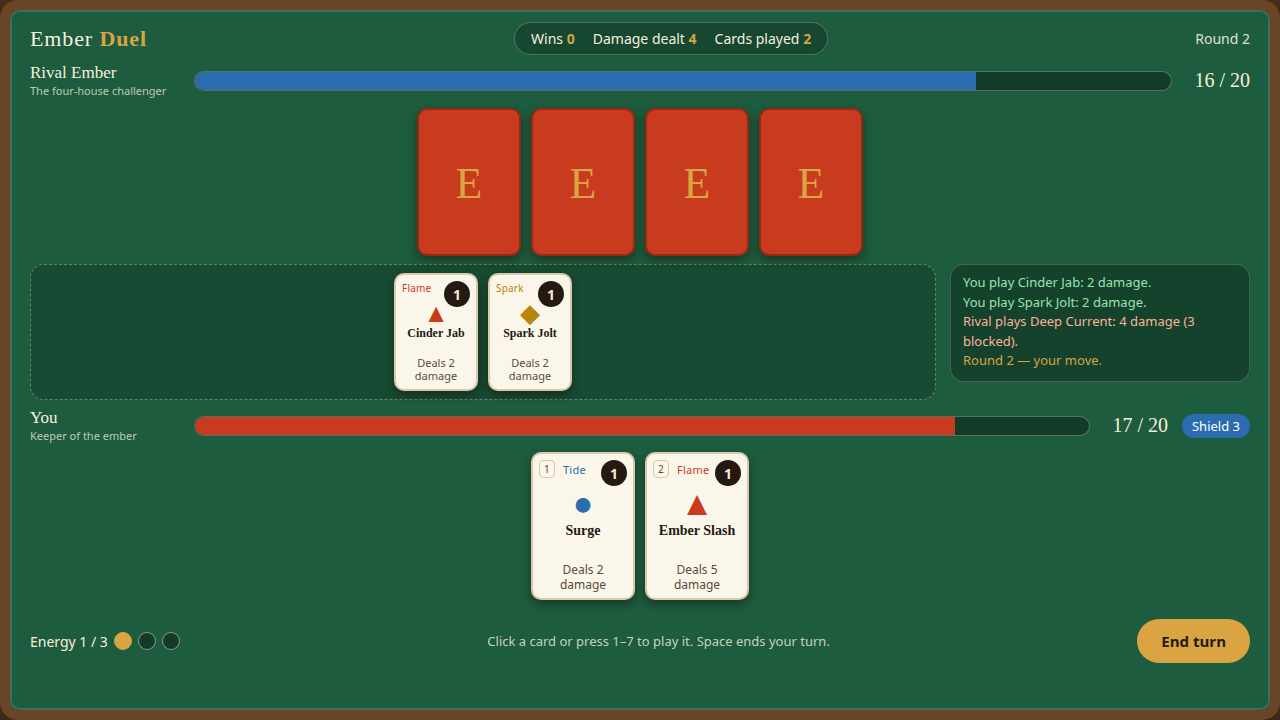 Ember Duel
Wins 0 Damage dealt 4 Cards played 2
Round 2
Rival Ember
The four-house challenger
16 / 20
E
E
E
E
Flame
1
Cinder Jab
Deals 2
damage
Spark
1
Spark Jolt
Deals 2
damage
You play Cinder Jab: 2 damage.
You play Spark Jolt: 2 damage.
Rival plays Deep Current: 4 damage (3
blocked).
Round 2 — your move.
You
Keeper of the ember
17 / 20
Shield 3
1 Tide 1
Surge
Deals 2
damage
2 Flame 1
Ember Slash
Deals 5
damage
Energy 1 / 3
Click a card or press 1–7 to play it. Space ends your turn.
End turn